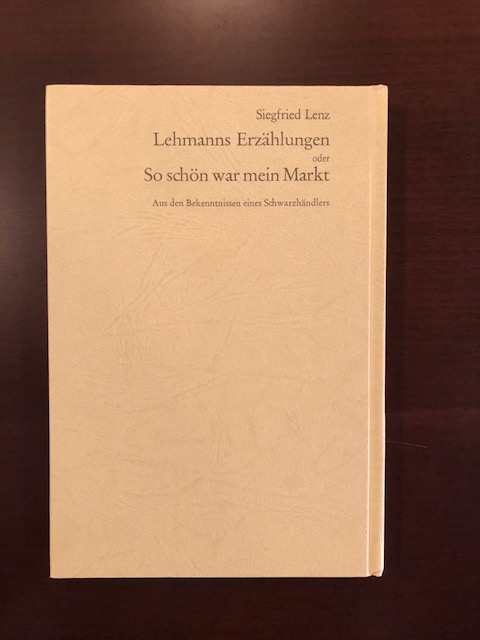 Siegfried Lenz
Lehmanns Erzählungen
oder
So schön war mein Markt
Aus den Bekenntnissen eines Schwarzhändlers